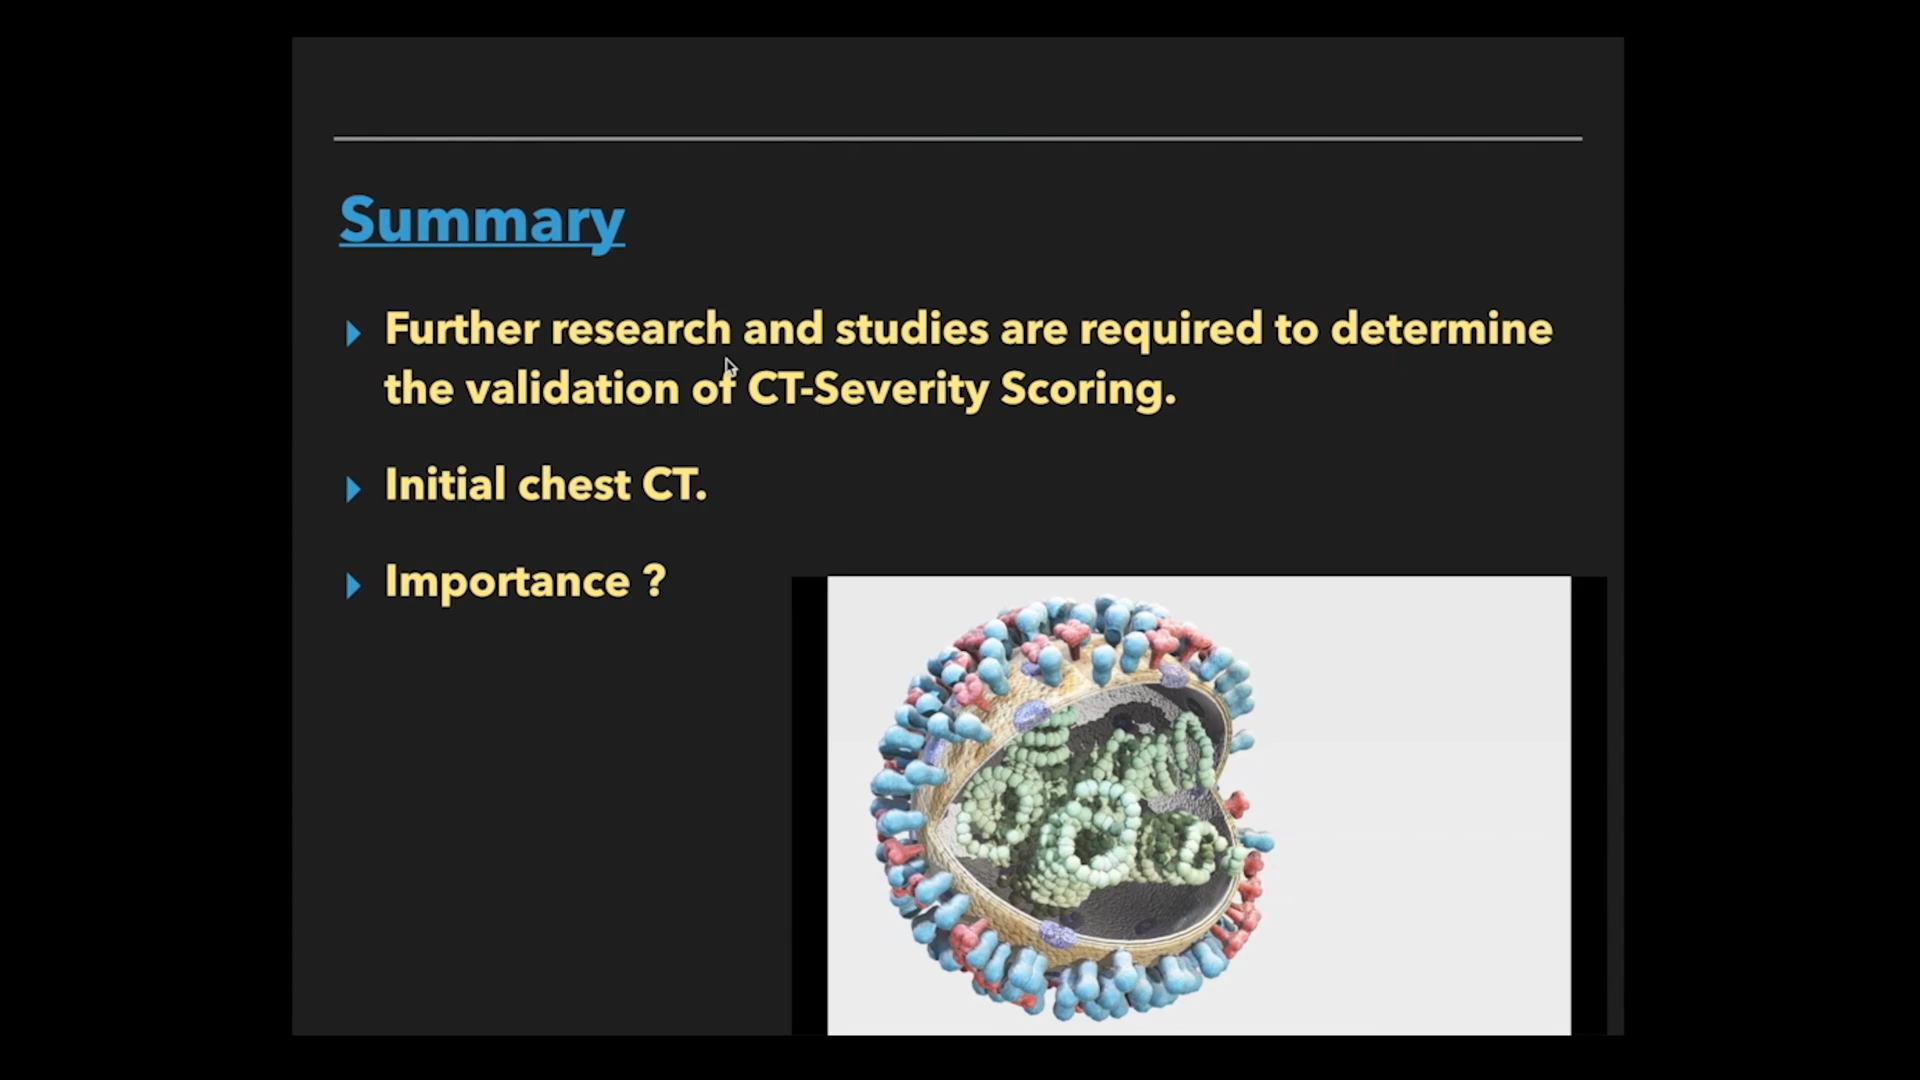 Summary
Further research and studies are required to determine
the validation of CT-Severity Scoring.
Initial chest CT.
Importance ?